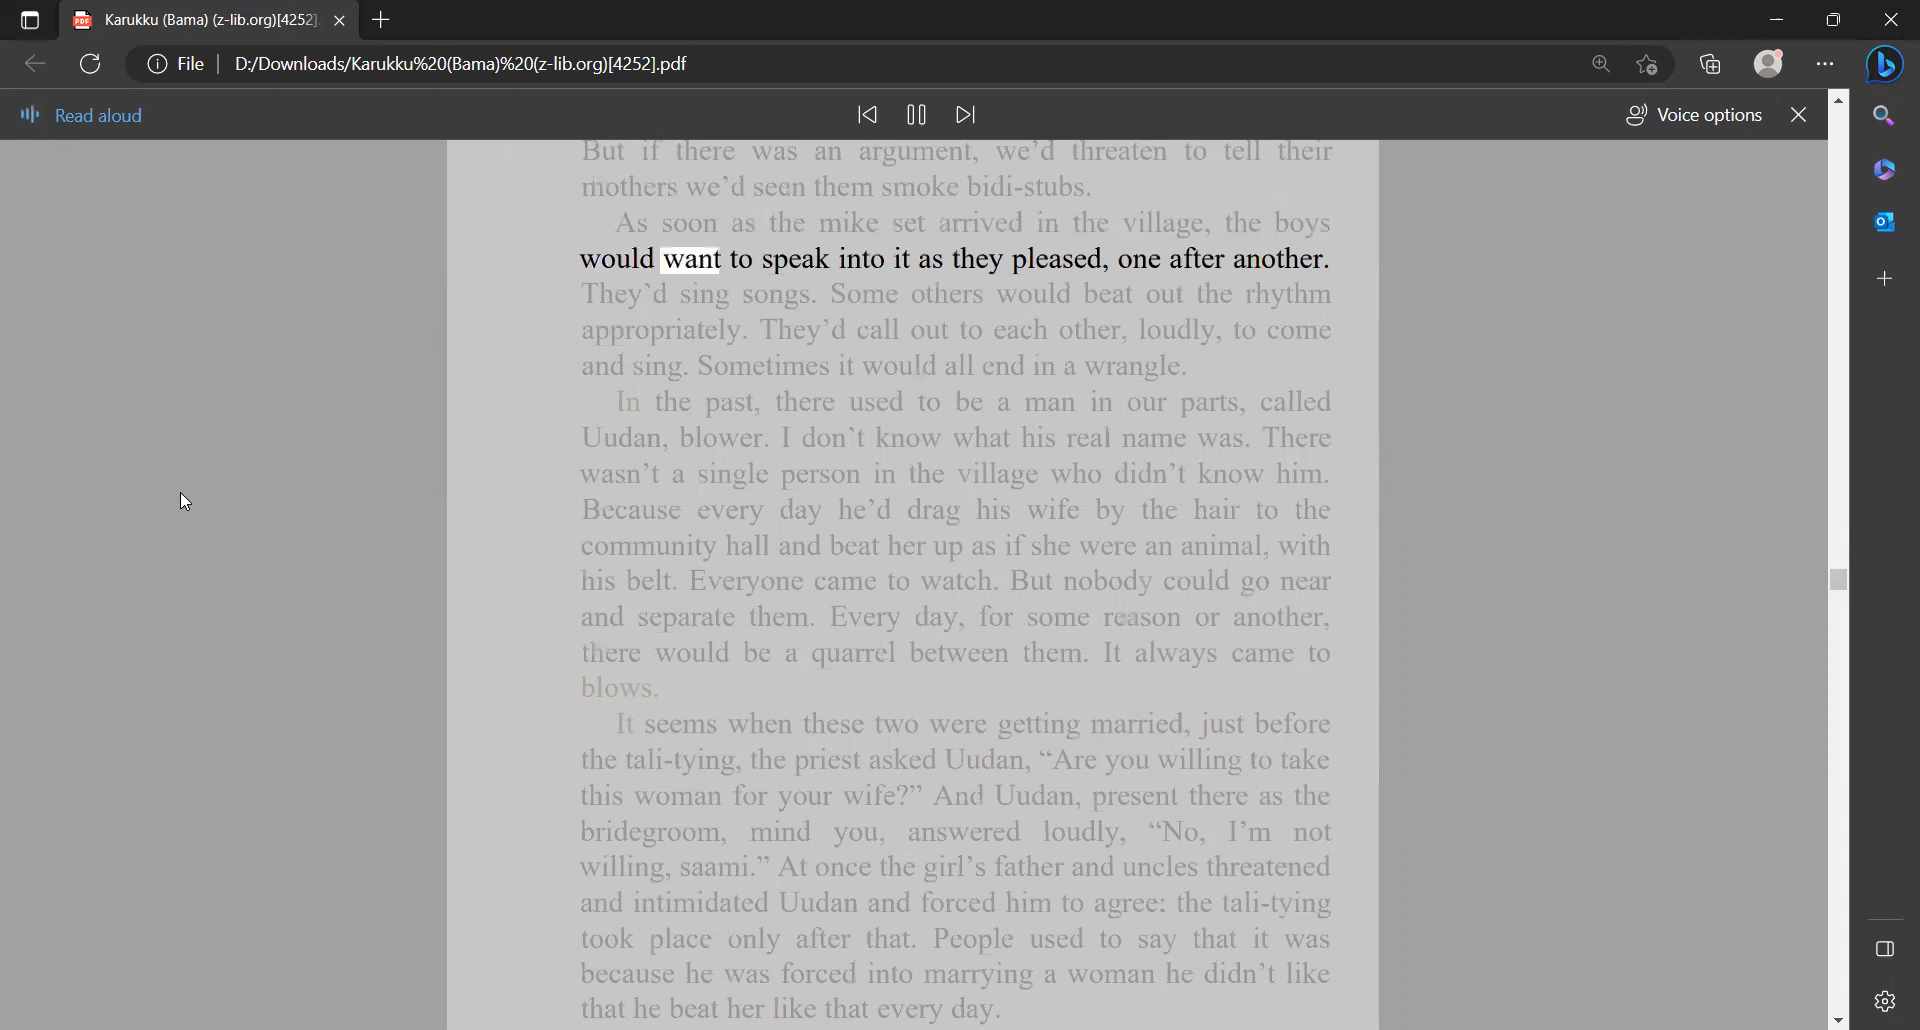 Karukku (Bama) (z-lib.org)[4252].
File
D:/Downloads/Karukku%20(Bama)%20(z-lib.org)[4252].pdf
Read aloud
Voice options
But if there was an argument, we’d threaten to tell their
mothers we’d seen them smoke bidi-stubs.
As soon as the mike set arrived in the village, the boys
would want to speak into it as they pleased, one after another.
They’d sing songs. Some others would beat out the rhythm
appropriately. They’d call out to each other, loudly, to come
and sing. Sometimes it would all end in a wrangle.
In the past, there used to be a man in our parts, called
Uudan, blower. I don’t know what his real name was. There
wasn’t a single person in the village who didn’t know him.
Because every day he’d drag his wife by the hair to the
community hall and beat her up as if she were an animal, with
his belt. Everyone came to watch. But nobody could go near
and separate them. Every day, for some reason or another,
there would be a quarrel between them. It always came to
blows.
It seems when these two were getting married, just before
the tali-tying, the priest asked Uudan, “Are you willing to take
this woman for your wife?” And Uudan, present there as the
bridegroom, mind you, answered loudly, “No, I’m not
willing, saami.” At once the girl’s father and uncles threatened
and intimidated Uudan and forced him to agree: the tali-tying
took place only after that. People used to say that it was
because he was forced into marrying a woman he didn’t like
that he beat her like that every day.